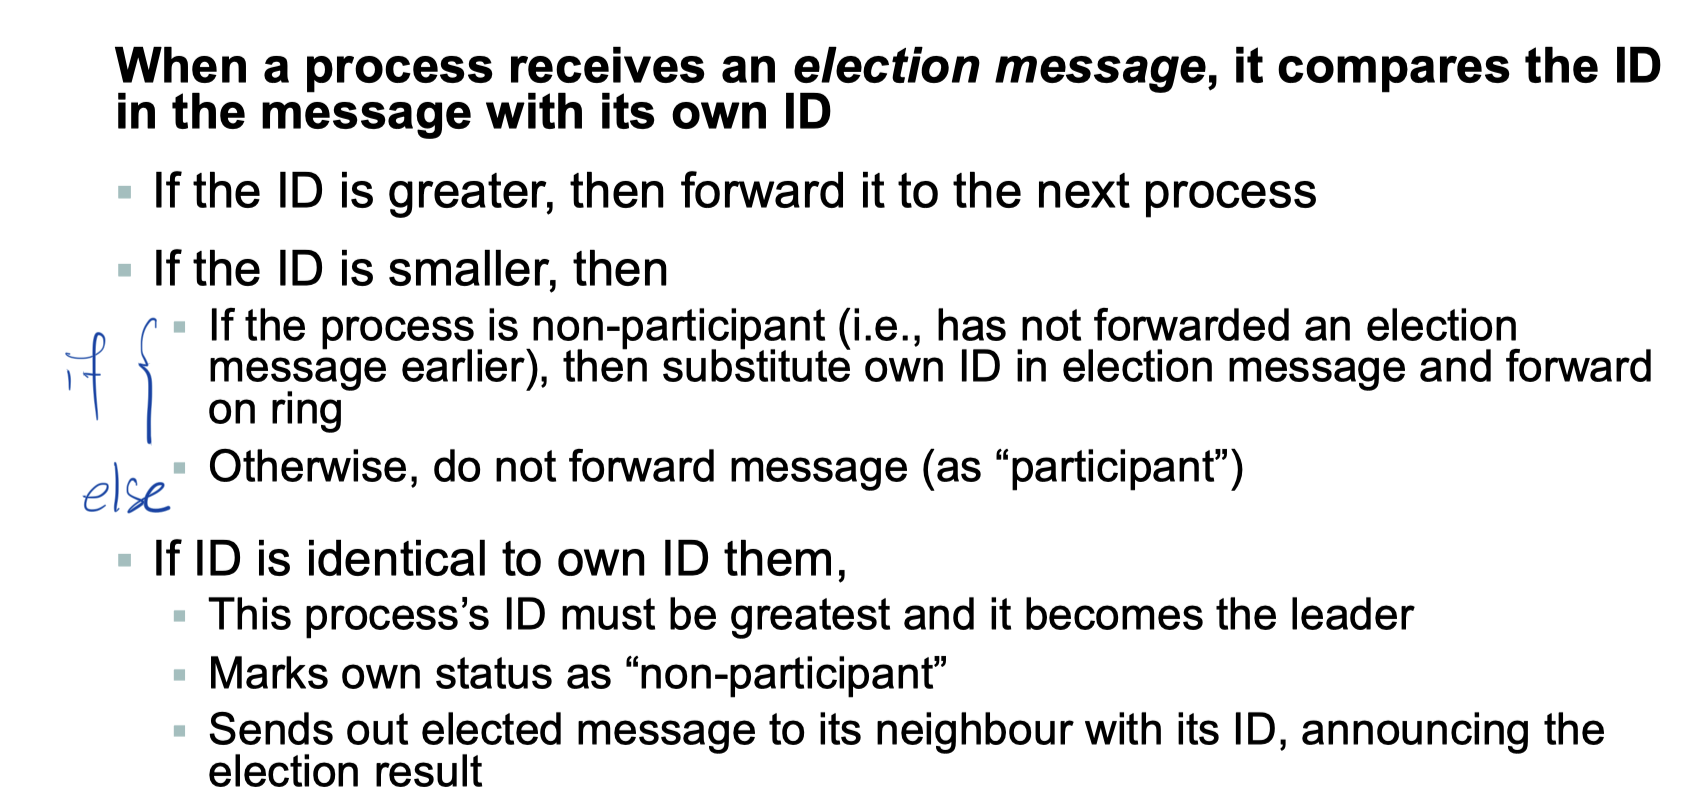 When a process receives an election message, it compares the ID
in the message with its own ID
▪ If the ID is greater, then forward it to the next process
▪ If the ID is smaller, then
if { ▪ If the process is non-participant (i.e., has not forwarded an election
message earlier), then substitute own ID in election message and forward
on ring
else ▪ Otherwise, do not forward message (as “participant”)
▪ If ID is identical to own ID them,
▪ This process’s ID must be greatest and it becomes the leader
▪ Marks own status as “non-participant”
▪ Sends out elected message to its neighbour with its ID, announcing the
election result